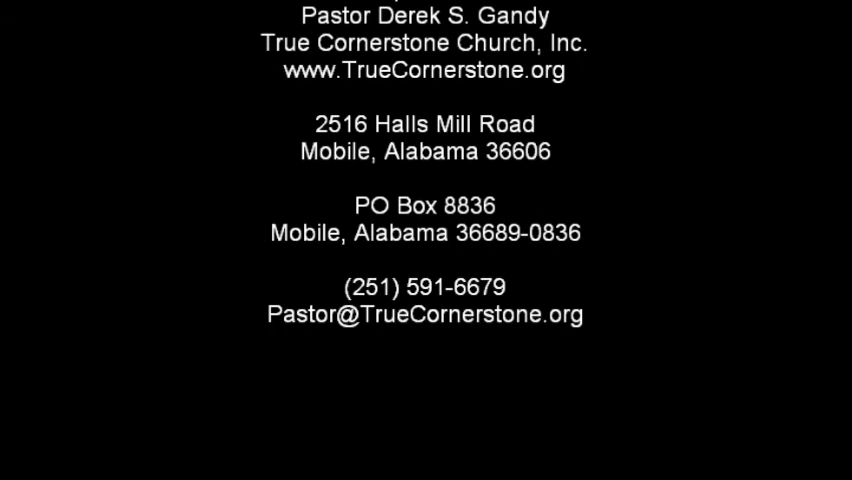 Pastor Derek S. Gandy
True Cornerstone Church, Inc.
www.TrueCornerstone.org
2516 Halls Mill Road
Mobile, Alabama 36606
PO Box 8836
Mobile, Alabama 36689-0836
(251) 591-6679
Pastor@TrueCornerstone.org